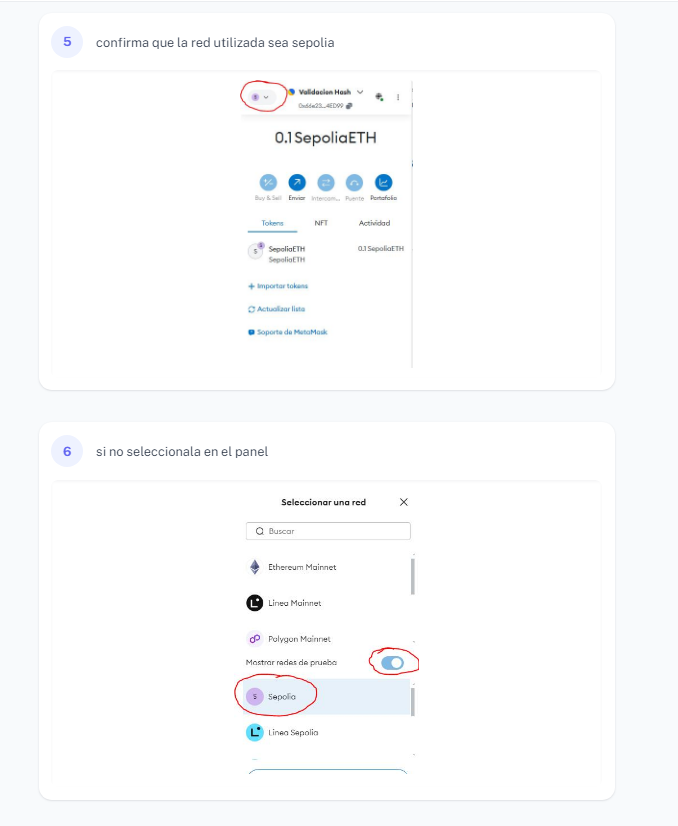 5 confirma que la red utilizada sea sepolia
S
Validacion Hash
0x66e23...4ED99
0.1 SepoliaETH
Buy & Sell Enviar Intercam... Puente Portafolio
Tokens NFT Actividad
S S SepoliaETH 0.1 SepoliaETH
SepoliaETH
+ Importar tokens
Actualizar lista
Soporte de MetaMask
6 si no seleccionala en el panel
Seleccionar una red
Buscar
Ethereum Mainnet
L Linea Mainnet
Polygon Mainnet
Mostrar redes de prueba
S Sepolia
L Linea Sepolia